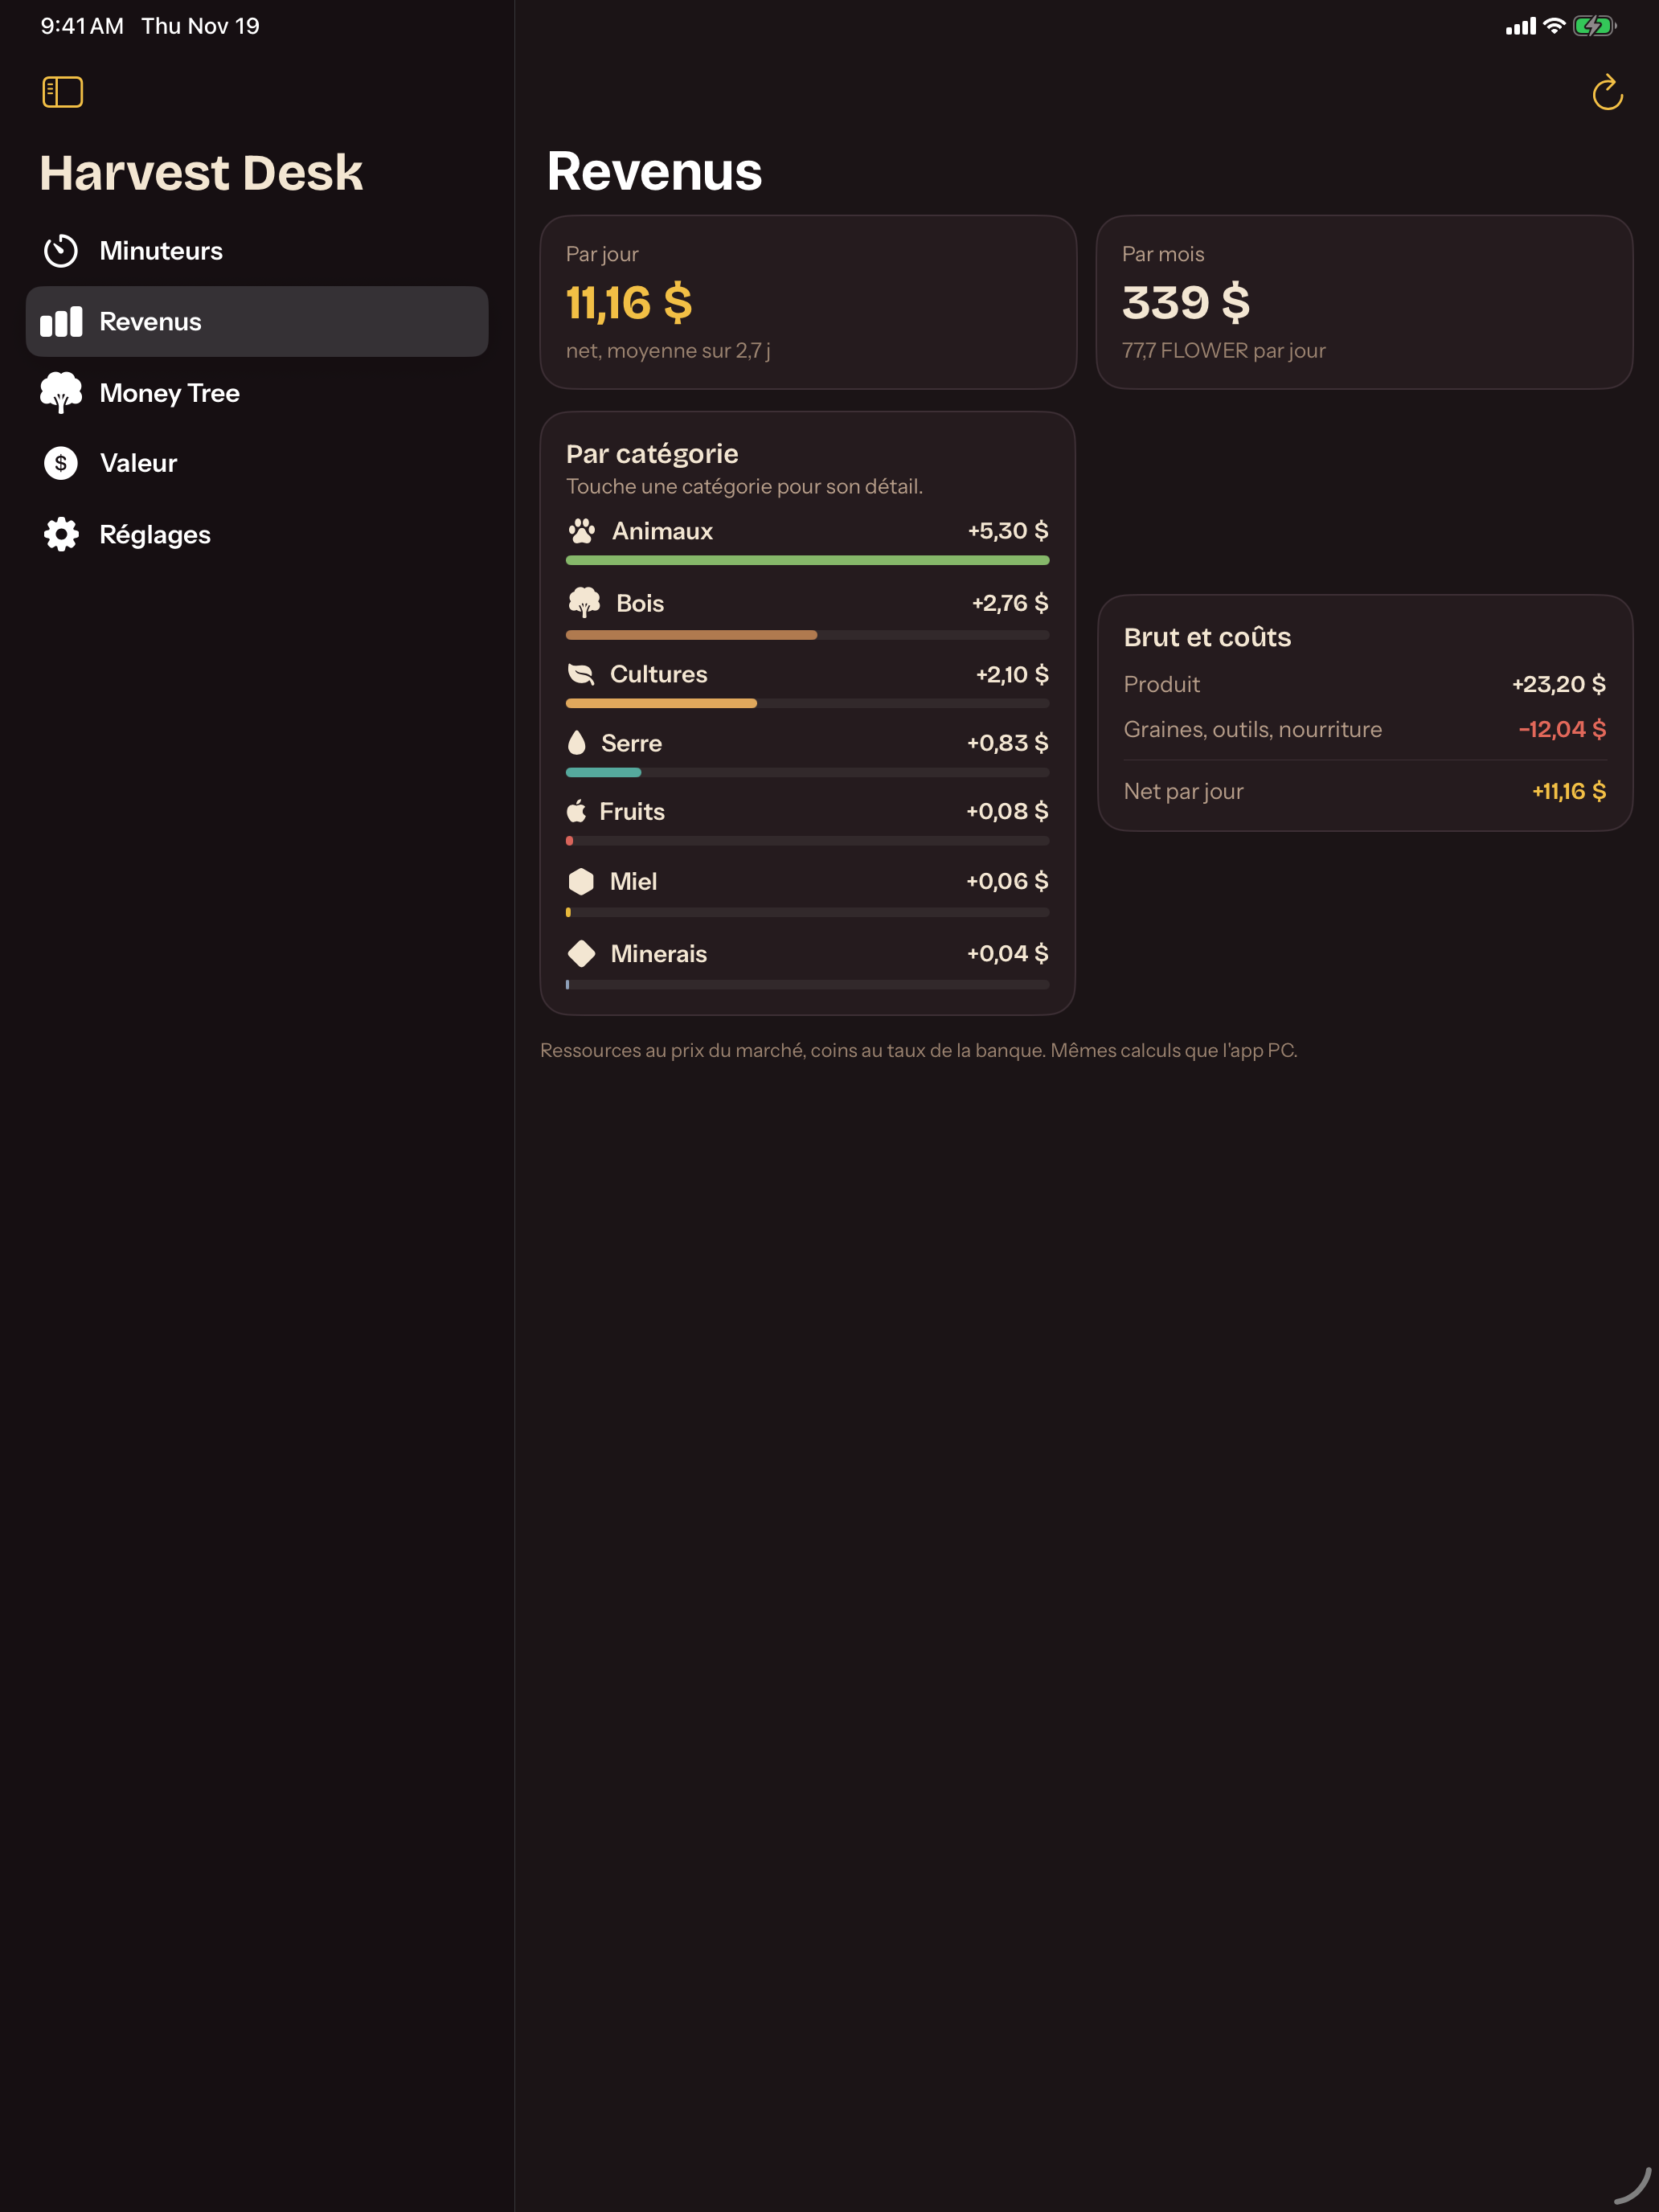 9:41 AM Thu Nov 19
Harvest Desk
Minuteurs
Revenus
Money Tree
$ Valeur
Réglages
Revenus
Par jour
11,16 $
net, moyenne sur 2,7 j
Par mois
339 $
77,7 FLOWER par jour
Par catégorie
Touche une catégorie pour son détail.
Animaux +5,30 $
Bois +2,76 $
Cultures +2,10 $
Serre +0,83 $
Fruits +0,08 $
Miel +0,06 $
Minerais +0,04 $
Brut et coûts
Produit +23,20 $
Graines, outils, nourriture −12,04 $
Net par jour +11,16 $
Ressources au prix du marché, coins au taux de la banque. Mêmes calculs que l'app PC.